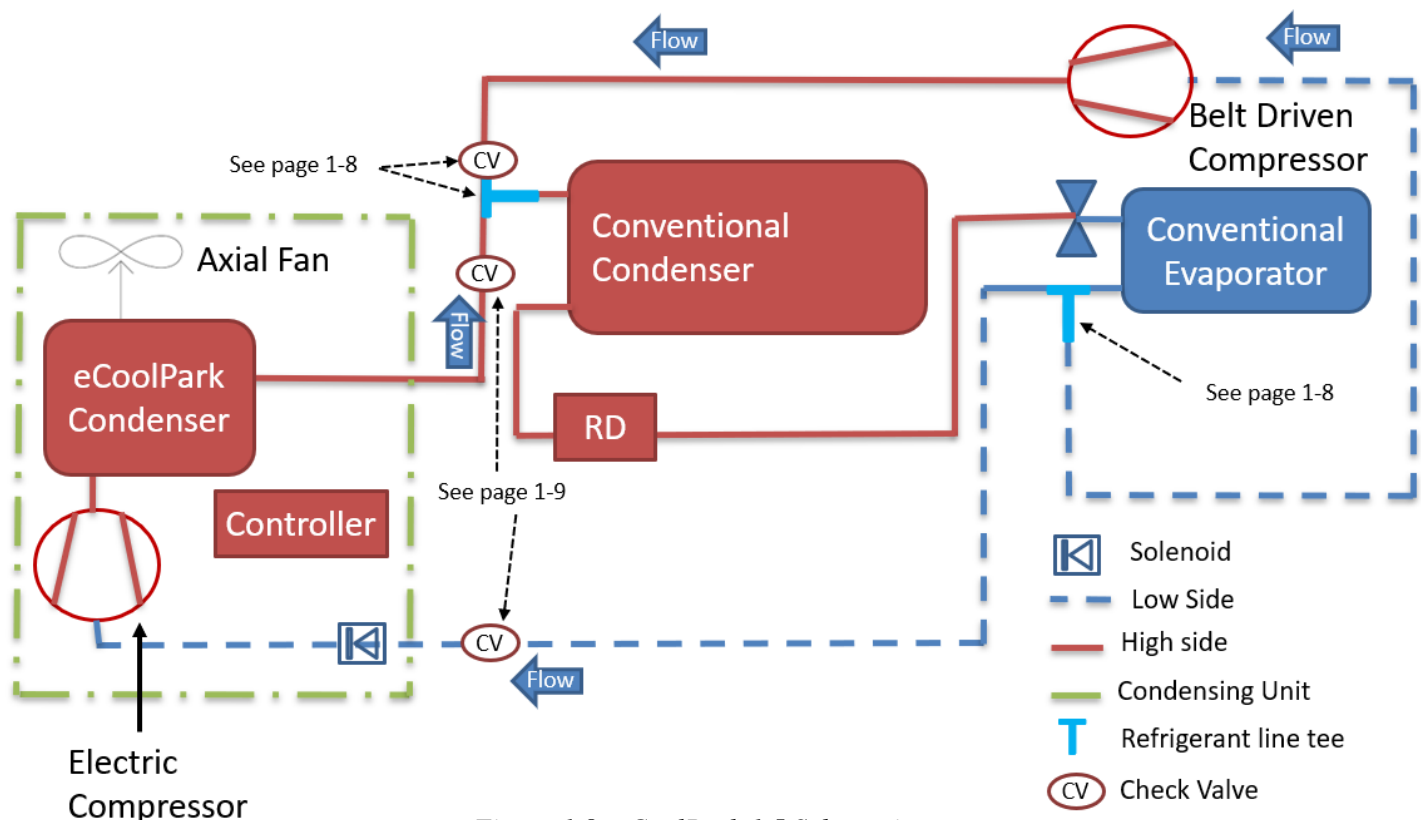 Flow
Flow
Belt Driven
Compressor
CV
See page 1-8
Conventional
Condenser
Conventional
Evaporator
Axial Fan
CV
Flow
eCoolPark
Condenser
See page 1-8
RD
See page 1-9
Controller
Solenoid
Low Side
CV
High side
Flow
Condensing Unit
Refrigerant line tee
Electric
Compressor
CV
Check Valve